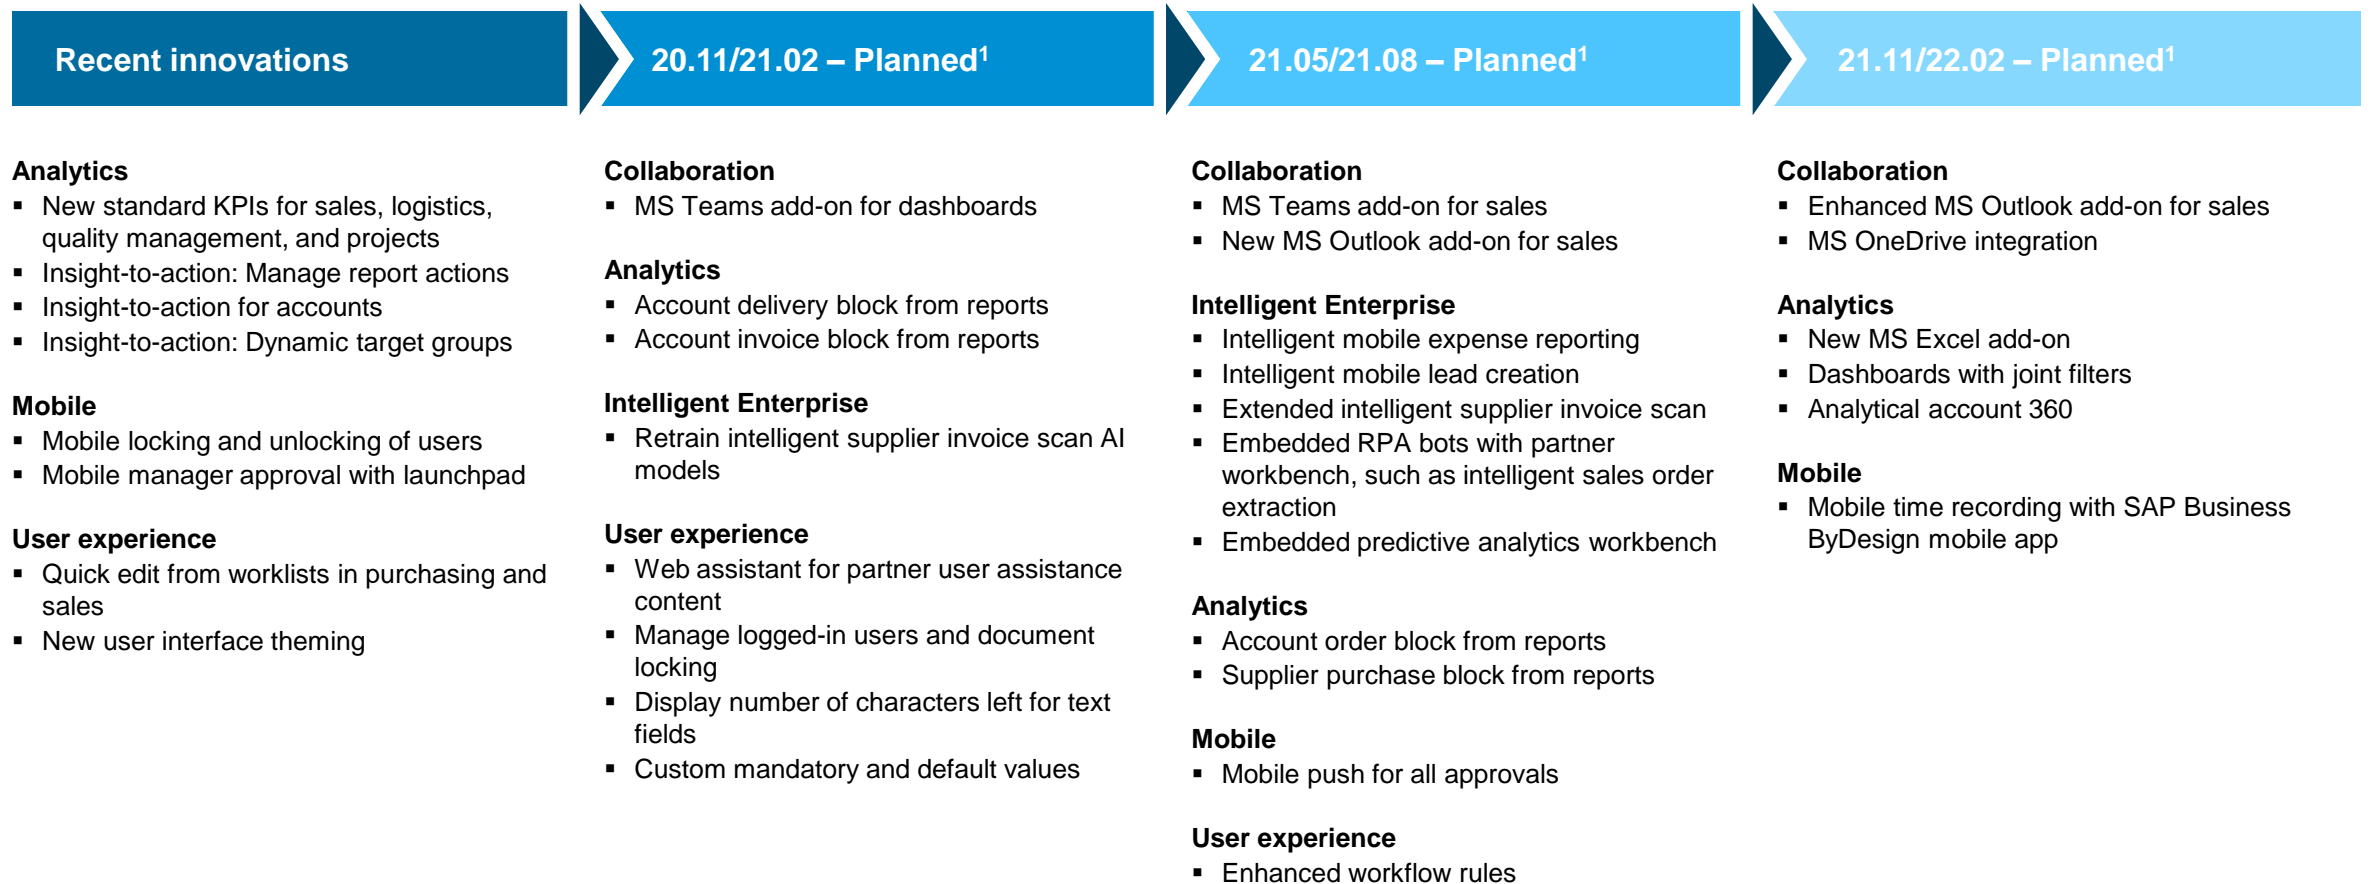 Recent innovations
20.11/21.02 – Planned¹
21.05/21.08 – Planned¹
21.11/22.02 – Planned¹
Analytics
▪ New standard KPIs for sales, logistics,
quality management, and projects
▪ Insight-to-action: Manage report actions
▪ Insight-to-action for accounts
▪ Insight-to-action: Dynamic target groups
Mobile
▪ Mobile locking and unlocking of users
▪ Mobile manager approval with launchpad
User experience
▪ Quick edit from worklists in purchasing and
sales
▪ New user interface theming
Collaboration
▪ MS Teams add-on for dashboards
Analytics
▪ Account delivery block from reports
▪ Account invoice block from reports
Intelligent Enterprise
▪ Retrain intelligent supplier invoice scan AI
models
User experience
▪ Web assistant for partner user assistance
content
▪ Manage logged-in users and document
locking
▪ Display number of characters left for text
fields
▪ Custom mandatory and default values
Collaboration
▪ MS Teams add-on for sales
▪ New MS Outlook add-on for sales
Intelligent Enterprise
▪ Intelligent mobile expense reporting
▪ Intelligent mobile lead creation
▪ Extended intelligent supplier invoice scan
▪ Embedded RPA bots with partner
workbench, such as intelligent sales order
extraction
▪ Embedded predictive analytics workbench
Analytics
▪ Account order block from reports
▪ Supplier purchase block from reports
Mobile
▪ Mobile push for all approvals
User experience
▪ Enhanced workflow rules
Collaboration
▪ Enhanced MS Outlook add-on for sales
▪ MS OneDrive integration
Analytics
▪ New MS Excel add-on
▪ Dashboards with joint filters
▪ Analytical account 360
Mobile
▪ Mobile time recording with SAP Business
ByDesign mobile app